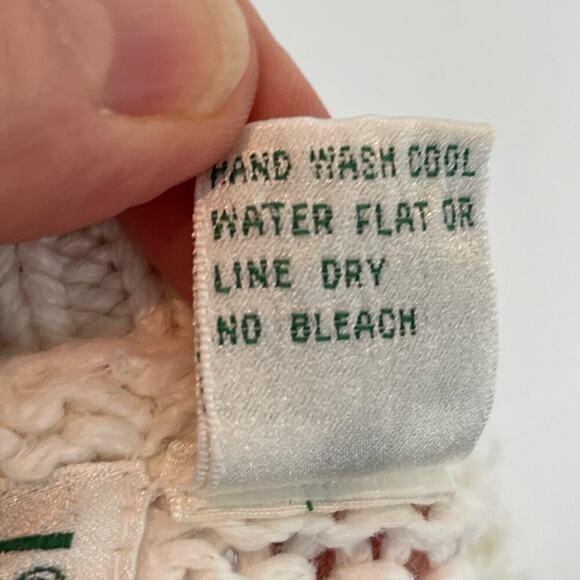 HAND WASH COOL
WATER FLAT OR
LINE DRY
NO BLEACH
®